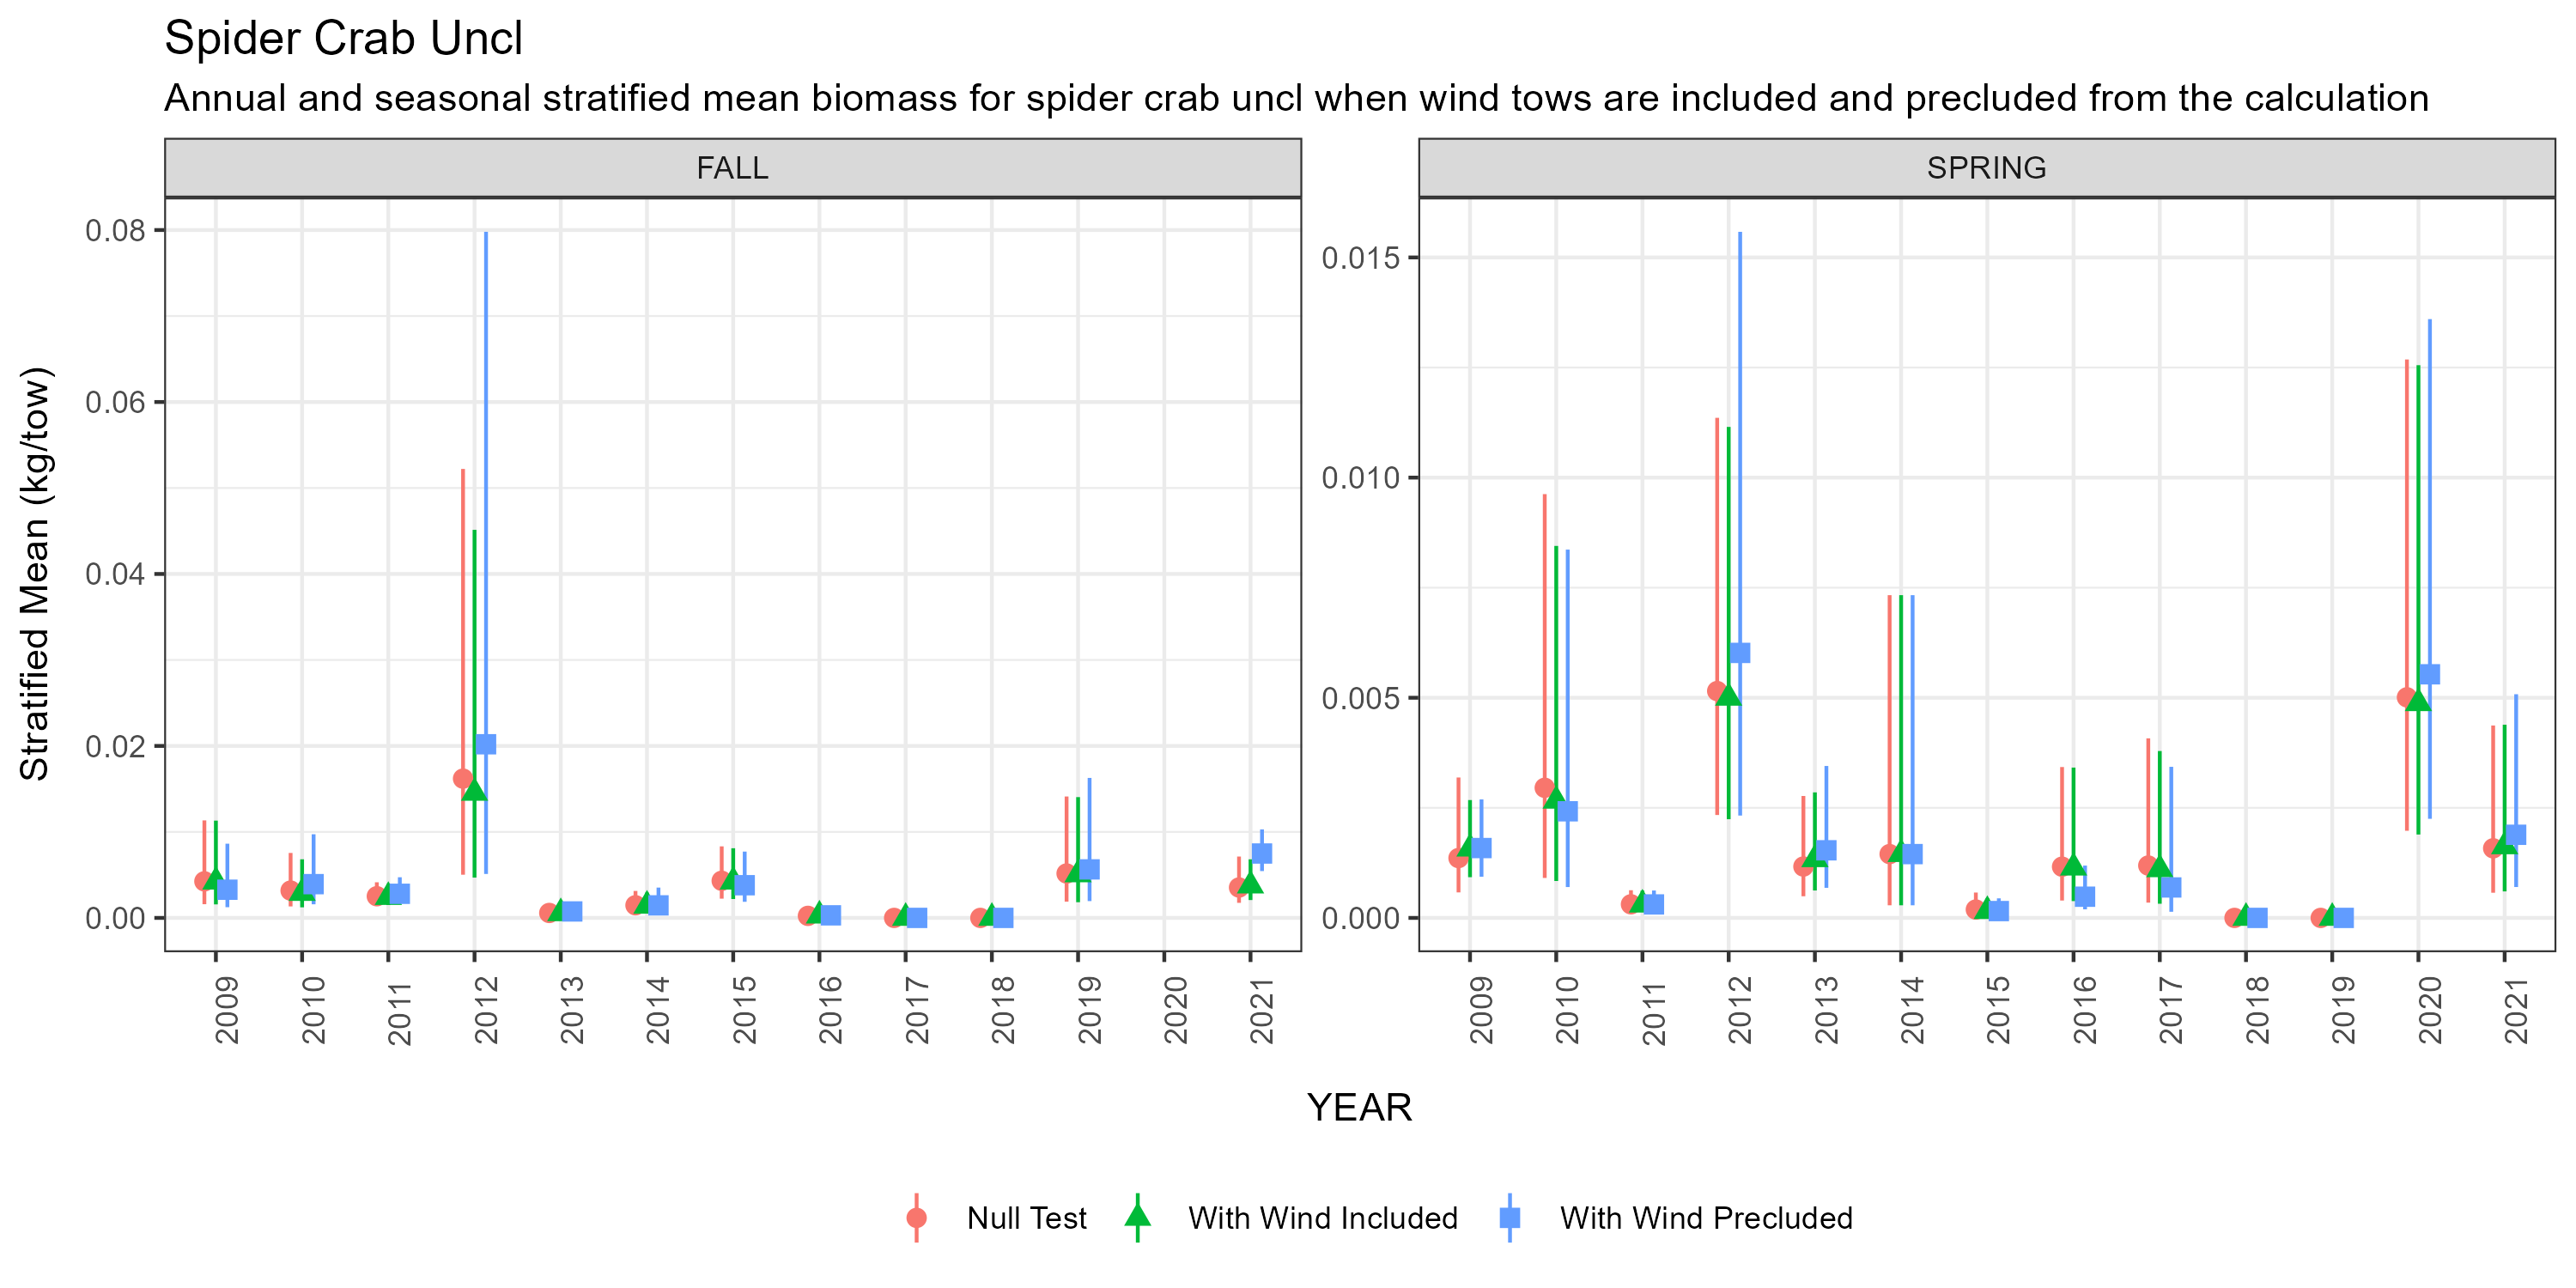 Spider Crab Uncl
Annual and seasonal stratified mean biomass for spider crab uncl when wind tows are included and precluded from the calculation
FALL
SPRING
Stratified Mean (kg/tow)
0.08
0.06
0.04
0.02
0.00
0.015
0.010
0.005
0.000
2009 2010 2011 2012 2013 2014 2015 2016 2017 2018 2019 2020 2021
2009 2010 2011 2012 2013 2014 2015 2016 2017 2018 2019 2020 2021
YEAR
Null Test With Wind Included With Wind Precluded